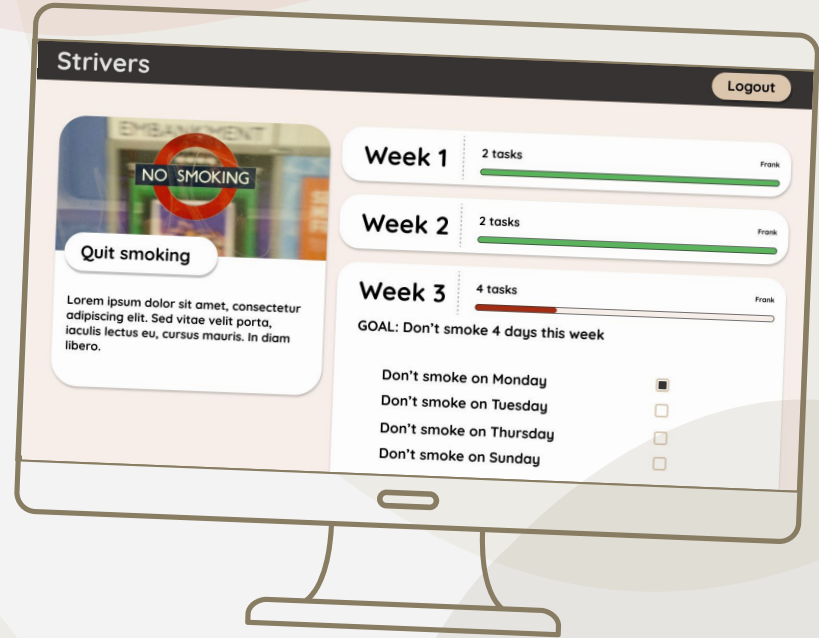 Strivers
Logout
EMBANKMENT
NO SMOKING
Quit smoking
Lorem ipsum dolor sit amet, consectetur
adipiscing elit. Sed vitae velit porta,
iaculis lectus eu, cursus mauris. In diam
libero.
Week 1
2 tasks
Frank
Week 2
2 tasks
Frank
Week 3
4 tasks
Frank
GOAL: Don't smoke 4 days this week
Don't smoke on Monday
Don't smoke on Tuesday
Don't smoke on Thursday
Don't smoke on Sunday